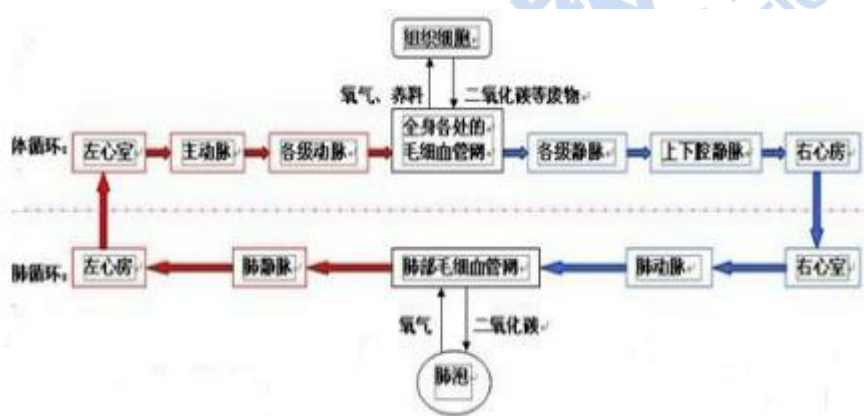 组织细胞
氧气、养料
二氧化碳等废物
体循环:
左心室
主动脉
各级动脉
全身各处的
毛细血管网
各级静脉
上下腔静脉
右心房
肺循环:
左心房
肺静脉
肺部毛细血管网
肺动脉
右心室
氧气
二氧化碳
肺泡